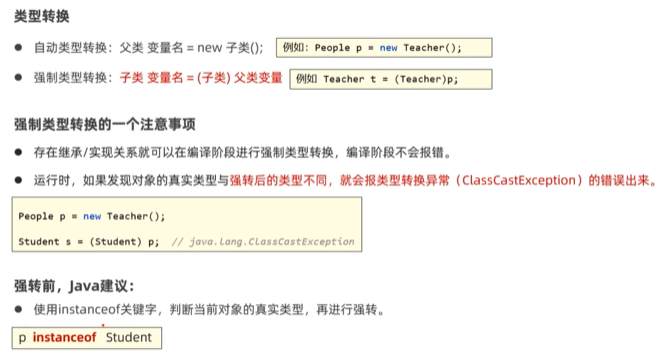 类型转换
● 自动类型转换：父类 变量名 = new 子类(); 例如：People p = new Teacher();
● 强制类型转换：子类 变量名 = (子类) 父类变量 例如 Teacher t = (Teacher)p;
强制类型转换的一个注意事项
● 存在继承/实现关系就可以在编译阶段进行强制类型转换，编译阶段不会报错。
● 运行时，如果发现对象的真实类型与强转后的类型不同，就会报类型转换异常（ClassCastException）的错误出来。
People p = new Teacher();
Student s = (Student) p; // java.lang.ClassCastException
强转前，Java建议：
● 使用instanceof关键字，判断当前对象的真实类型，再进行强转。
p instanceof Student